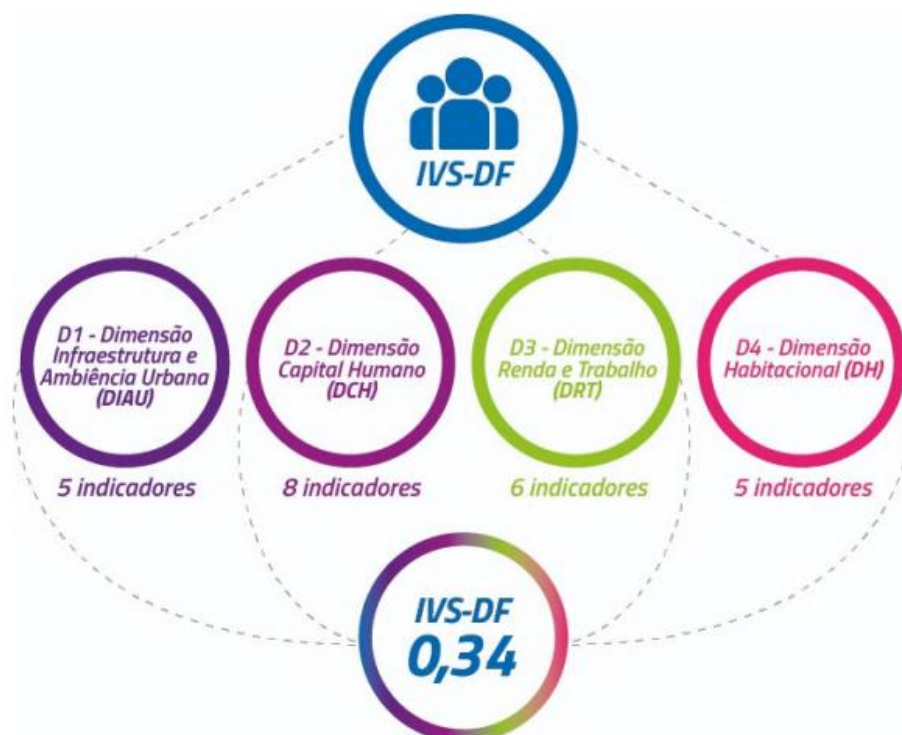 IVS-DF
D1 - Dimensão
Infraestrutura e
Ambiência Urbana
(DIAU)
5 indicadores
D2 - Dimensão
Capital Humano
(DCH)
8 indicadores
D3 - Dimensão
Renda e Trabalho
(DRT)
6 indicadores
D4 - Dimensão
Habitacional (DH)
5 indicadores
IVS-DF
0,34